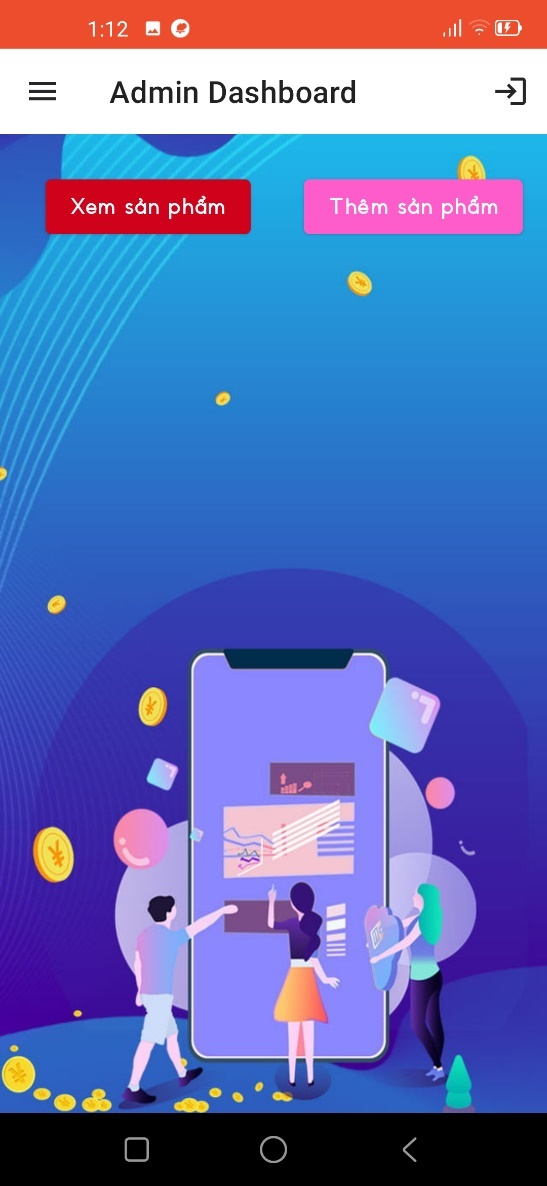 1:12
Admin Dashboard
Xem sản phẩm
Thêm sản phẩm